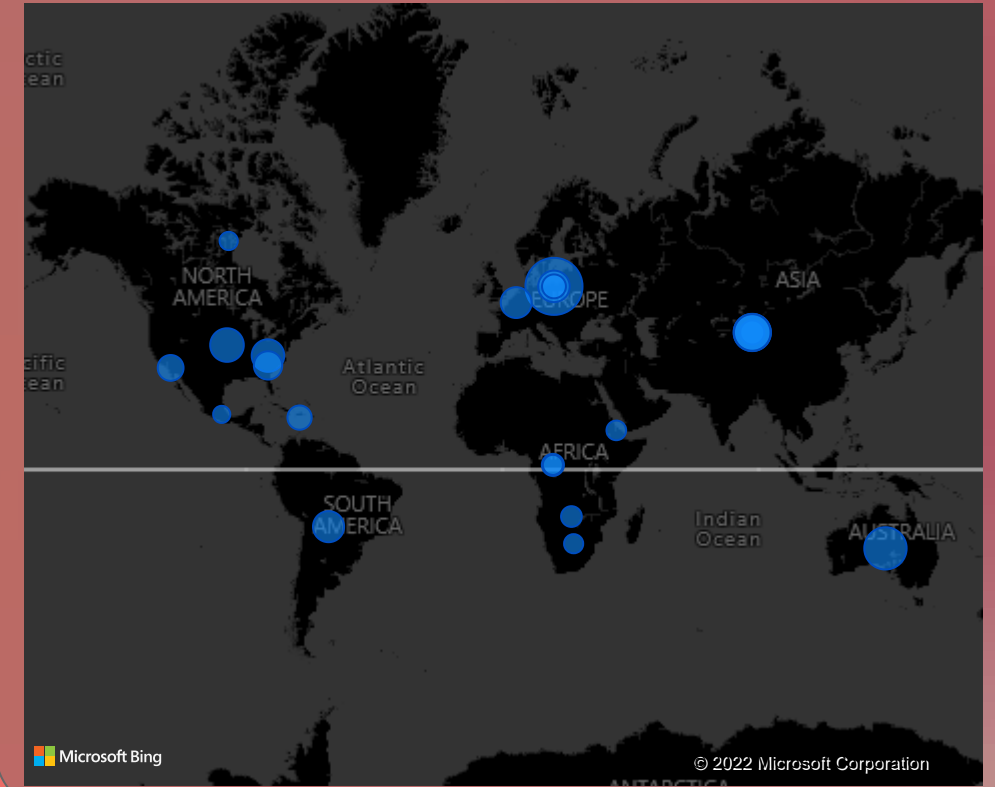 ctic
ean
NORTH
AMERICA
EUROPE
ASIA
cific
ean
Atlantic
Ocean
AFRICA
SOUTH
AMERICA
Indian
Ocean
AUSTRALIA
Microsoft Bing
© 2022 Microsoft Corporation
ANTARCTICA